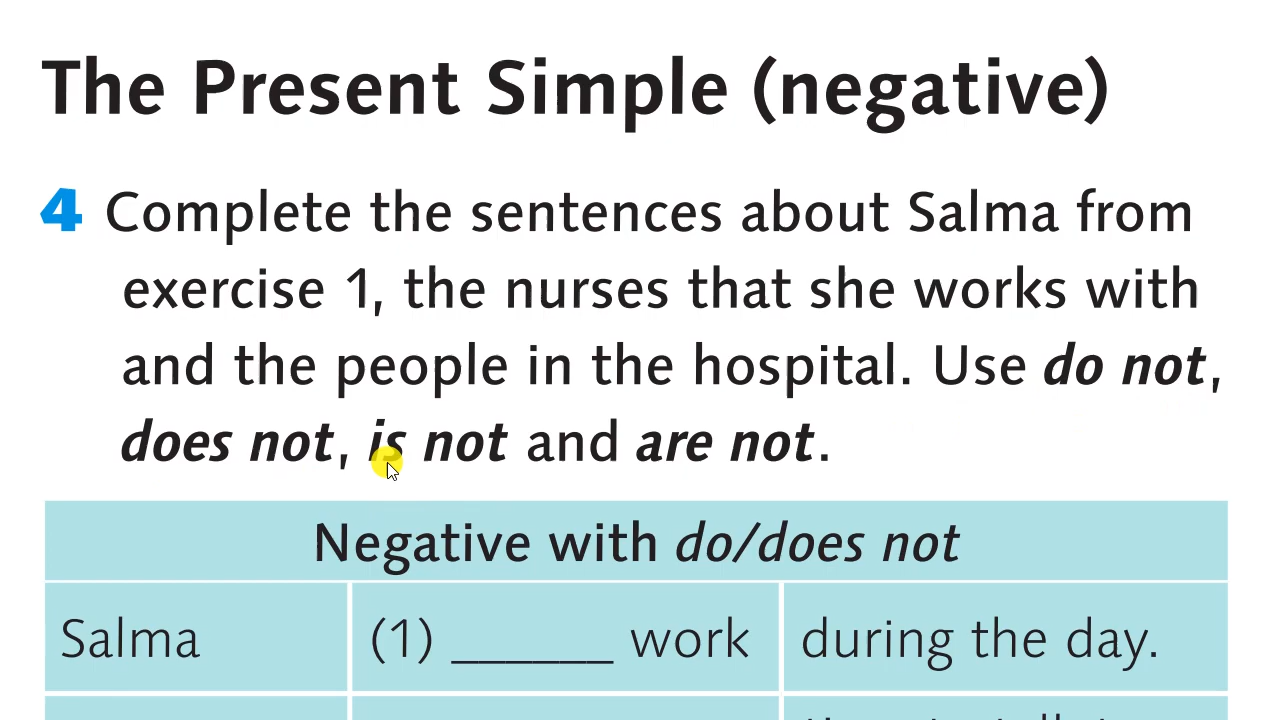 The Present Simple (negative)
4 Complete the sentences about Salma from
exercise 1, the nurses that she works with
and the people in the hospital. Use do not,
does not, is not and are not.
Negative with do/does not
Salma (1) ______ work during the day.